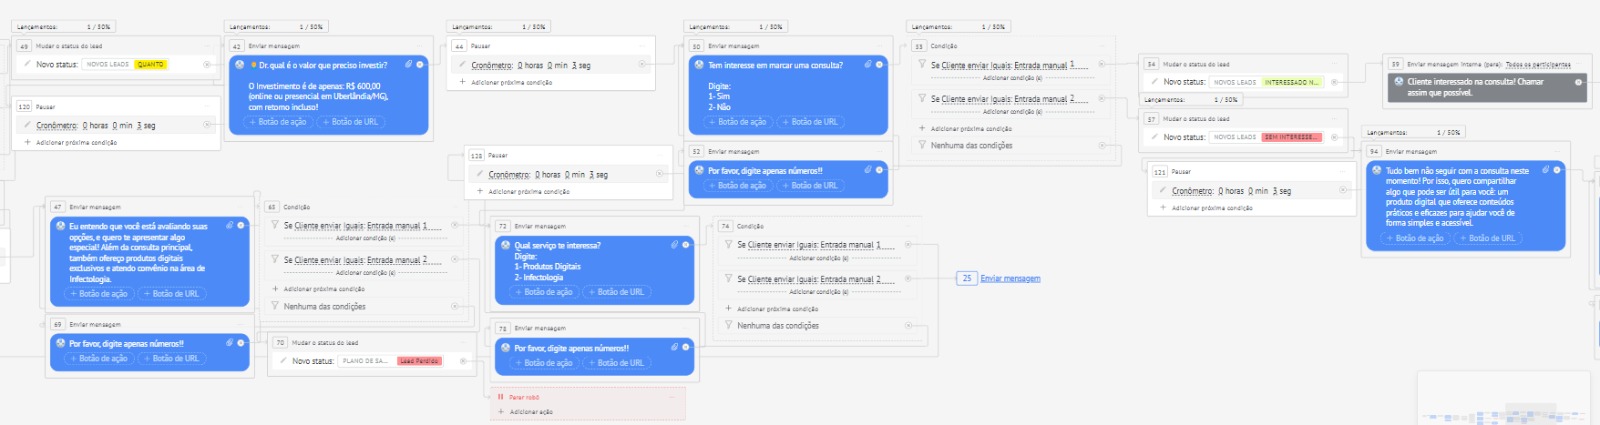 Lançamentos: 1 / 50%
49 Mudar o status do lead
Novo status: NOVOS LEADS QUANTO
120 Pausar
Cronômetro: 0 horas 0 min 3 seg
+ Adicionar próxima condição
Lançamentos: 1 / 50%
42 Enviar mensagem
Dr. qual é o valor que preciso investir?
O Investimento é de apenas: R$ 600,00
(online ou presencial em Uberlândia/MG),
com retorno incluso!
+ Botão de ação + Botão de URL
Lançamentos: 1 / 50%
44 Pausar
Cronômetro: 0 horas 0 min 3 seg
+ Adicionar próxima condição
Lançamentos: 1 / 50%
50 Enviar mensagem
Tem interesse em marcar uma consulta?
Digite:
1- Sim
2- Não
+ Botão de ação + Botão de URL
128 Pausar
Cronômetro: 0 horas 0 min 3 seg
+ Adicionar próxima condição
52 Enviar mensagem
Por favor, digite apenas números!!
+ Botão de ação + Botão de URL
Lançamentos: 1 / 50%
53 Condição
Se Cliente enviar Iguais: Entrada manual 1
Adicionar condição (e)
Se Cliente enviar Iguais: Entrada manual 2
Adicionar condição (e)
+ Adicionar próxima condição
Nenhuma das condições
54 Mudar o status do lead
Novo status: NOVOS LEADS INTERESSADO N...
Lançamentos: 1 / 50%
57 Mudar o status do lead
Novo status: NOVOS LEADS SEM INTERESSE...
121 Pausar
Cronômetro: 0 horas 0 min 3 seg
+ Adicionar próxima condição
59 Enviar mensagem interna (para): Todos os participantes
Cliente interessado na consulta! Chamar
assim que possível.
Lançamentos: 1 / 50%
94 Enviar mensagem
Tudo bem não seguir com a consulta neste
momento! Por isso, quero compartilhar
algo que pode ser útil para você: um
produto digital que oferece conteúdos
práticos e eficazes para ajudar você de
forma simples e acessível.
+ Botão de ação + Botão de URL
47 Enviar mensagem
Eu entendo que você está avaliando suas
opções, e quero te apresentar algo
especial! Além da consulta principal,
também ofereço produtos digitais
exclusivos e atendo convênio na área de
Infectologia.
+ Botão de ação + Botão de URL
69 Enviar mensagem
Por favor, digite apenas números!!
+ Botão de ação + Botão de URL
Condição
Se Cliente enviar Iguais: Entrada manual 1
Adicionar condição (e)
Se Cliente enviar Iguais: Entrada manual 2
Adicionar condição (e)
+ Adicionar próxima condição
Nenhuma das condições
70 Mudar o status do lead
Novo status: PLANO DE SA... Lead Perdido
72 Enviar mensagem
Qual serviço te interessa?
Digite:
1- Produtos Digitais
2- Infectologia
+ Botão de ação + Botão de URL
Enviar mensagem
Por favor, digite apenas números!!
+ Botão de ação + Botão de URL
Parar robô
+ Adicionar ação
74 Condição
Se Cliente enviar Iguais: Entrada manual 1
Adicionar condição (e)
Se Cliente enviar Iguais: Entrada manual 2
Adicionar condição (e)
+ Adicionar próxima condição
Nenhuma das condições
25 Enviar mensagem